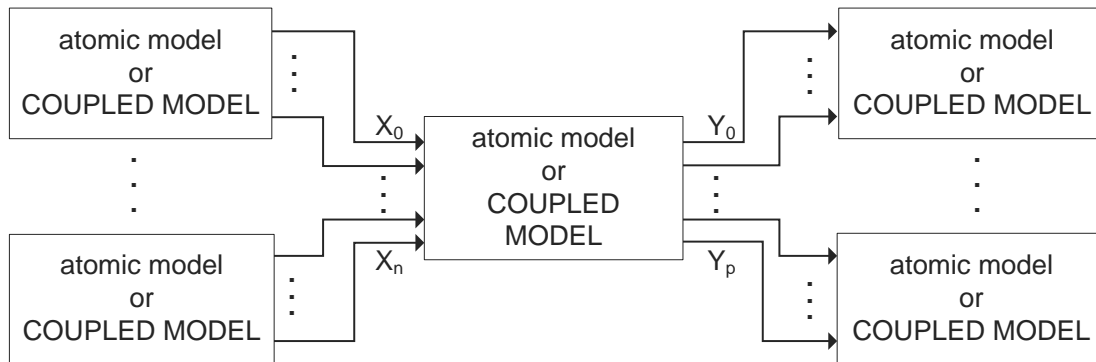 atomic model
or
COUPLED MODEL
atomic model
or
COUPLED MODEL
X₀
Y₀
atomic model
or
COUPLED
MODEL
Xₙ
Yₚ
atomic model
or
COUPLED MODEL
atomic model
or
COUPLED MODEL